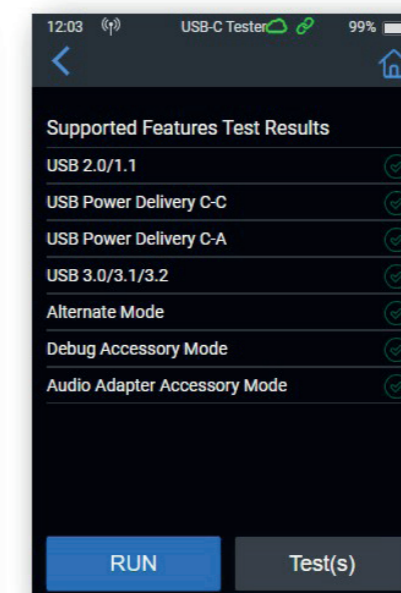 12:03 USB-C Tester 99%
Supported Features Test Results
USB 2.0/1.1
USB Power Delivery C-C
USB Power Delivery C-A
USB 3.0/3.1/3.2
Alternate Mode
Debug Accessory Mode
Audio Adapter Accessory Mode
RUN Test(s)